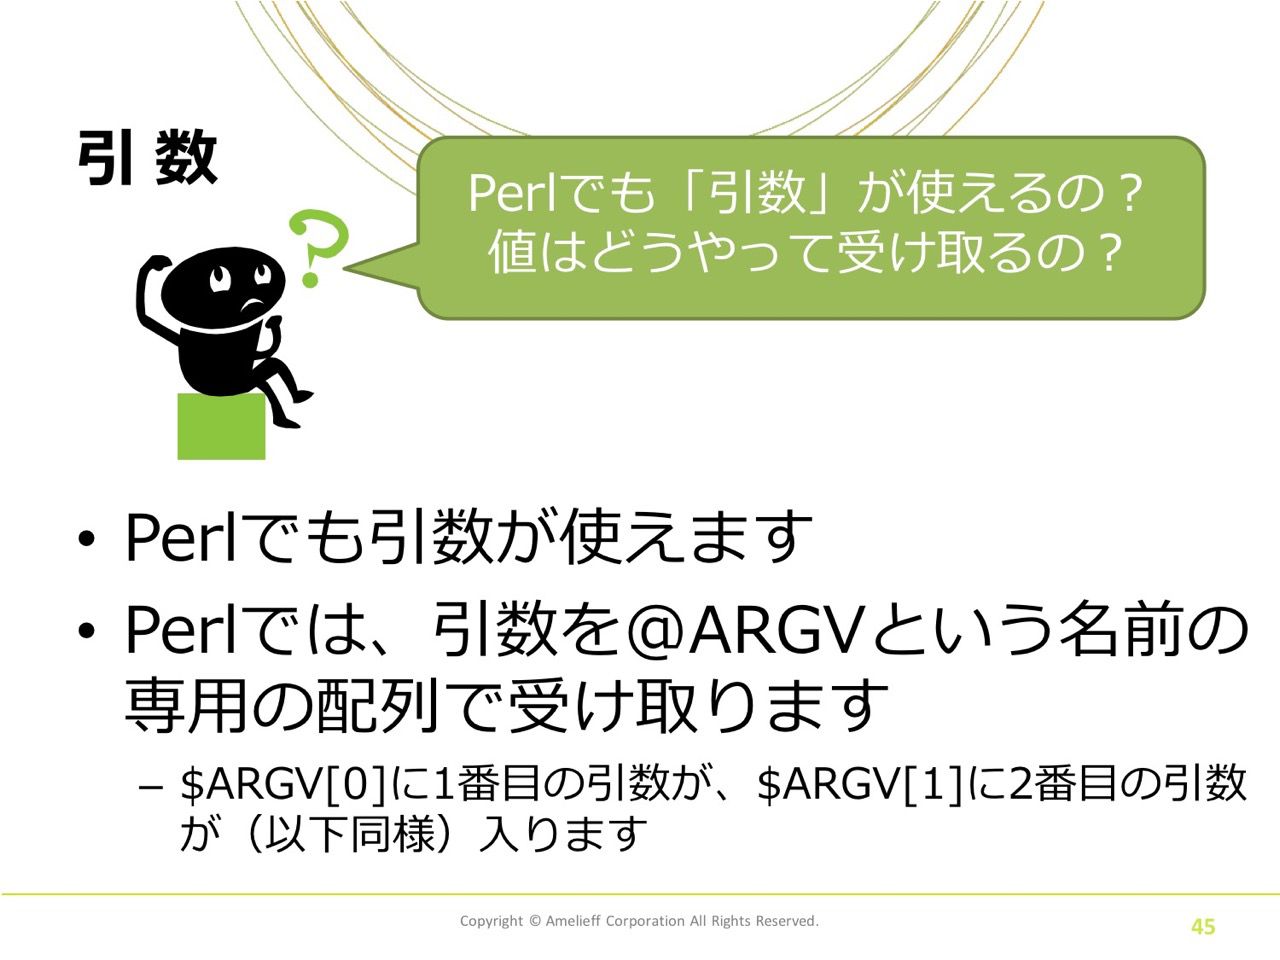 引数
Perlでも「引数」が使えるの？
値はどうやって受け取るの？
?
• Perlでも引数が使えます
• Perlでは、引数を@ARGVという名前の
専用の配列で受け取ります
– $ARGV[0]に1番目の引数が、$ARGV[1]に2番目の引数
が（以下同様）入ります
Copyright © Amelieff Corporation All Rights Reserved.
45